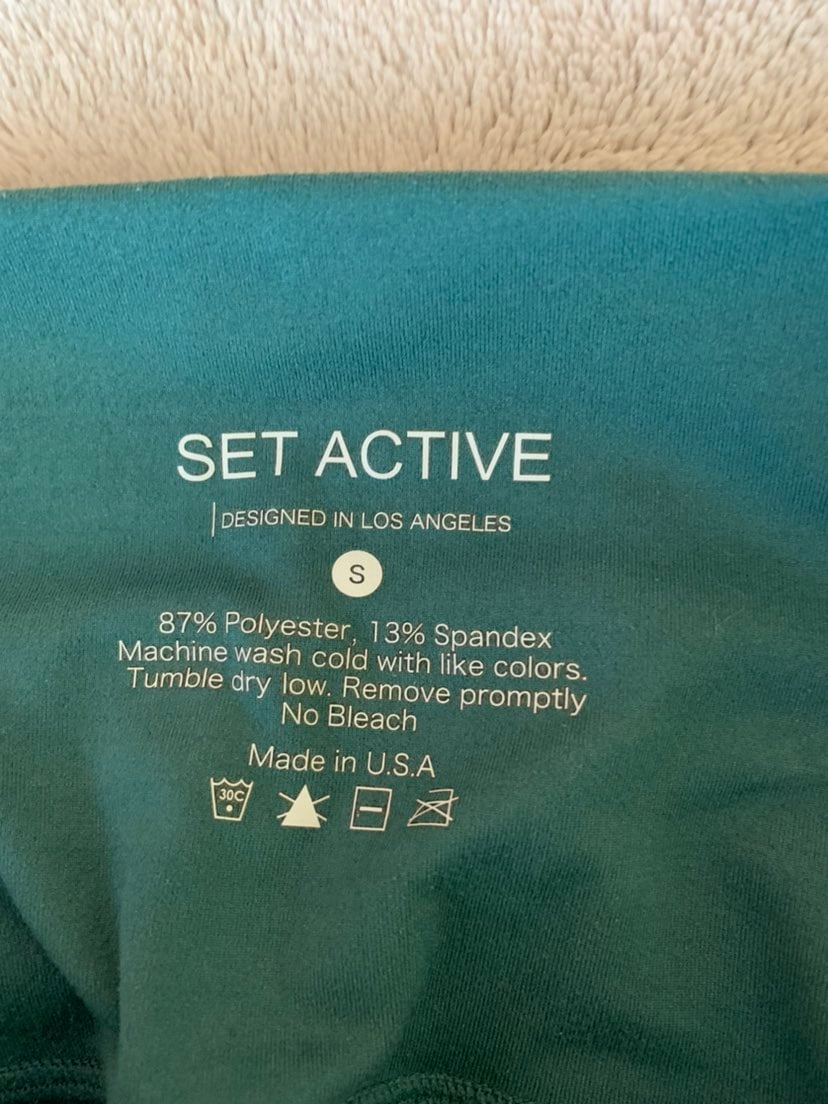 SET ACTIVE
DESIGNED IN LOS ANGELES
S
87% Polyester, 13% Spandex
Machine wash cold with like colors.
Tumble dry low. Remove promptly
No Bleach
Made in U.S.A
30C